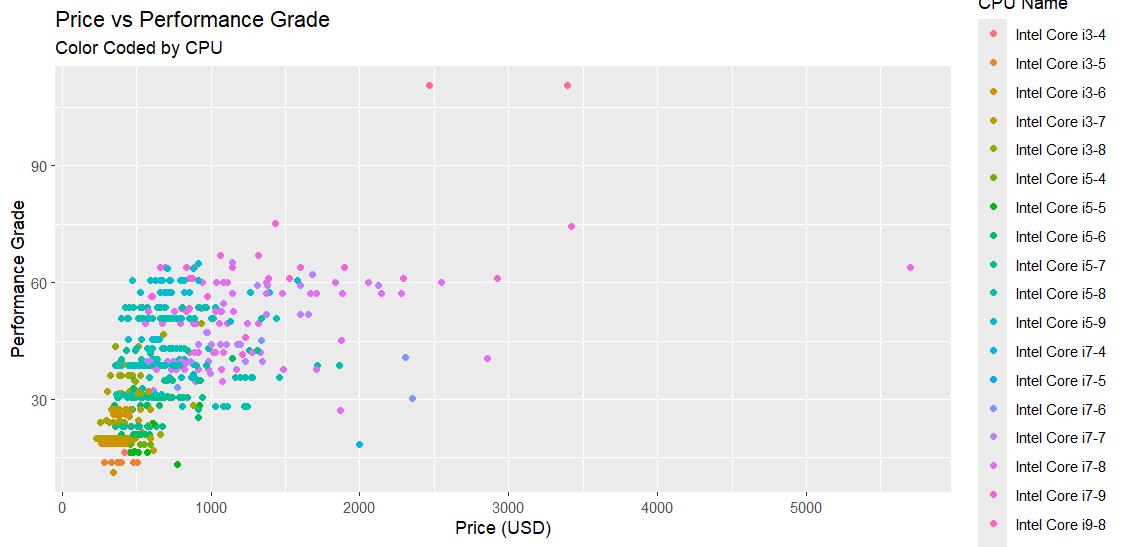 Price vs Performance Grade
Color Coded by CPU
CPU Name
Intel Core i3-4
Intel Core i3-5
Intel Core i3-6
Intel Core i3-7
Intel Core i3-8
Intel Core i5-4
Intel Core i5-5
Intel Core i5-6
Intel Core i5-7
Intel Core i5-8
Intel Core i5-9
Intel Core i7-4
Intel Core i7-5
Intel Core i7-6
Intel Core i7-7
Intel Core i7-8
Intel Core i7-9
Intel Core i9-8
Performance Grade
90
60
30
0 1000 2000 3000 4000 5000
Price (USD)